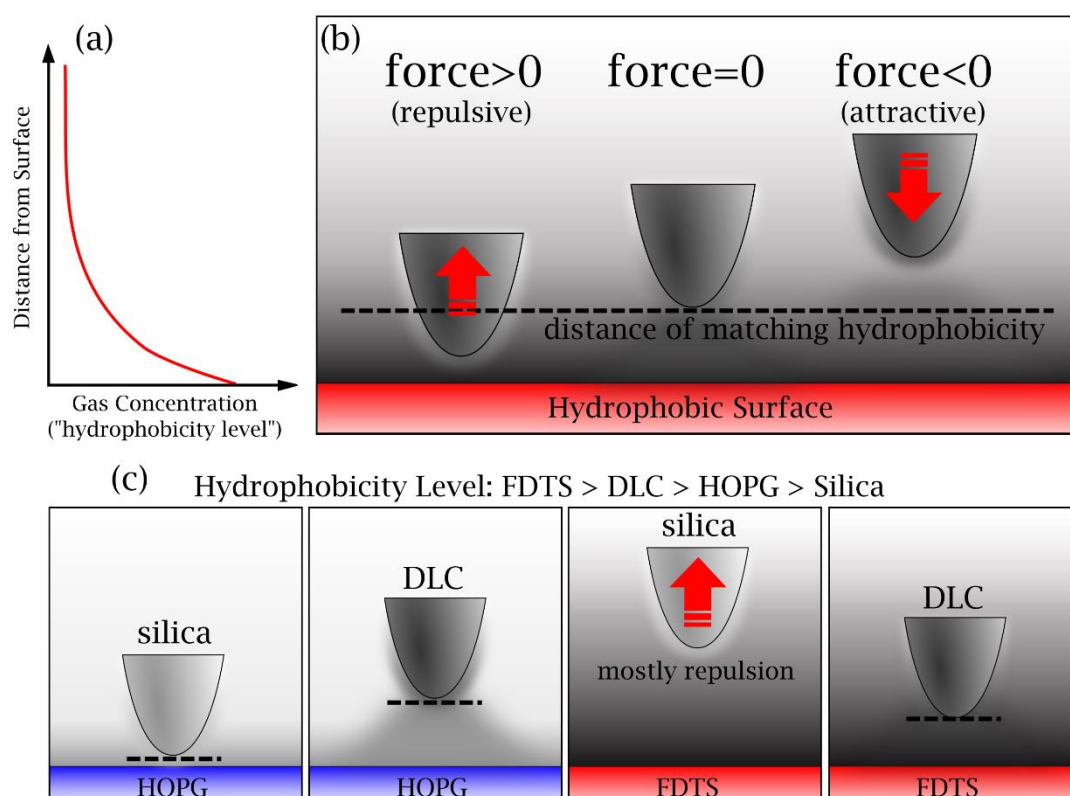 (a)
Distance from Surface
Gas Concentration
("hydrophobicity level")
(b)
force>0
(repulsive)
force=0
force<0
(attractive)
distance of matching hydrophobicity
Hydrophobic Surface
(c)
Hydrophobicity Level: FDTS > DLC > HOPG > Silica
silica
HOPG
DLC
HOPG
silica
mostly repulsion
FDTS
DLC
FDTS